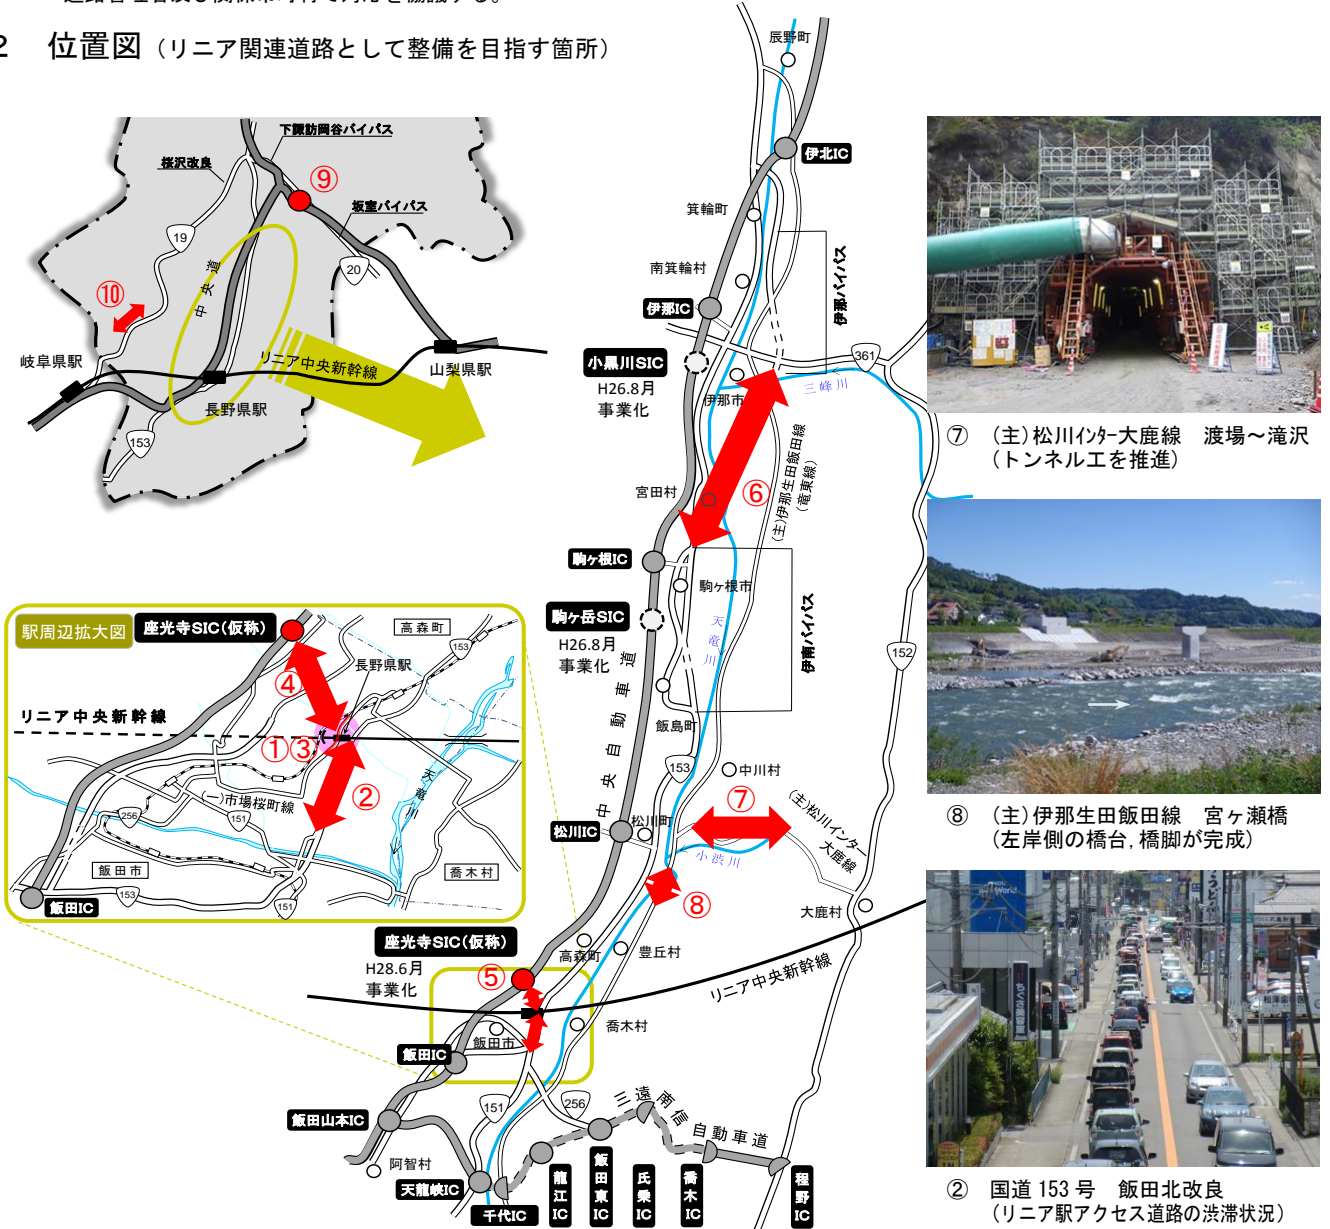 2 位置図（リニア関連道路として整備を目指す箇所）
下諏訪岡谷バイパス
桜沢改良
⑨
坂室バイパス
19
20
中央道
⑩
岐阜県駅
リニア中央新幹線
山梨県駅
長野県駅
153
辰野町
伊北IC
箕輪町
南箕輪村
伊那バイパス
伊那IC
小黒川SIC
H26.8月
事業化
361
三峰川
伊那市
(主)伊那生田飯田線
(竜東線)
宮田村
⑥
駒ヶ根IC
駒ヶ根市
駒ヶ岳SIC
H26.8月
事業化
天竜川
伊南バイパス
152
中央自動車道
飯島町
153
中川村
⑦
(主)松川インター
大鹿線
松川IC
松川町
小渋川
⑧
大鹿村
座光寺SIC(仮称)
高森町
豊丘村
H28.6月
事業化
⑤
リニア中央新幹線
喬木村
飯田市
飯田IC
151
256
三遠南信自動車道
飯田山本IC
阿智村
天龍峡IC
千代IC
龍江IC
飯田東IC
氏乗IC
喬木IC
程野IC
駅周辺拡大図
座光寺SIC(仮称)
高森町
153
④
長野県駅
リニア中央新幹線
①③
②
天竜川
(一)市場桜町線
256
151
飯田市
喬木村
153
151
飯田IC
⑦ (主)松川インター大鹿線 渡場～滝沢
(トンネル工を推進)
⑧ (主)伊那生田飯田線 宮ヶ瀬橋
(左岸側の橋台，橋脚が完成)
② 国道153号 飯田北改良
(リニア駅アクセス道路の渋滞状況)